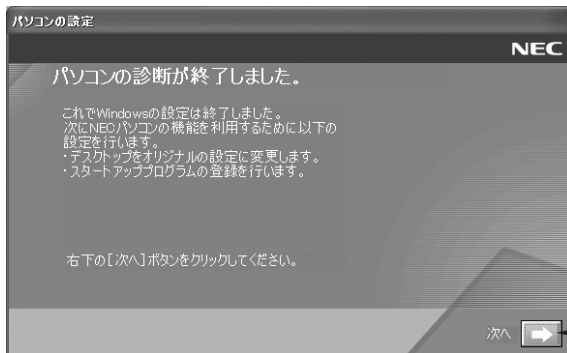 パソコンの設定
NEC
パソコンの診断が終了しました。
これでWindowsの設定は終了しました。
次にNECパソコンの機能を利用するために以下の
設定を行います。
・デスクトップをオリジナルの設定に変更します。
・スタートアッププログラムの登録を行います。
右下の[次へ]ボタンをクリックしてください。
次へ